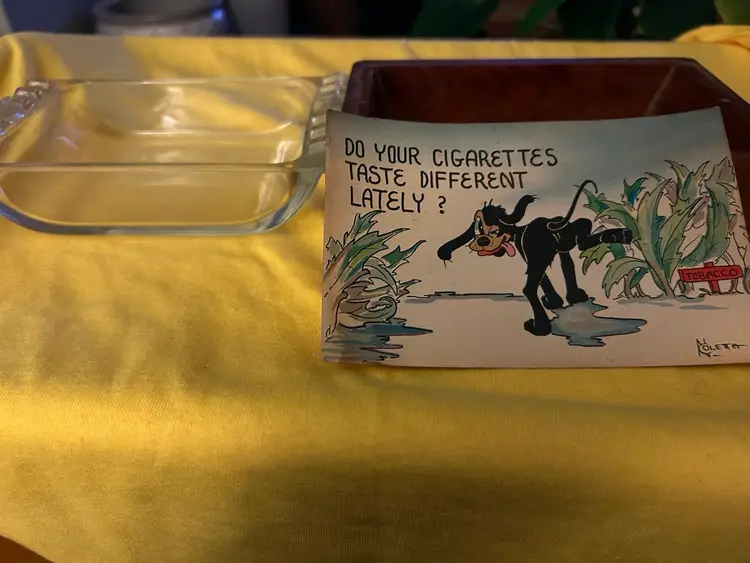 DO YOUR CIGARETTES
TASTE DIFFERENT
LATELY ?
TOBACCO